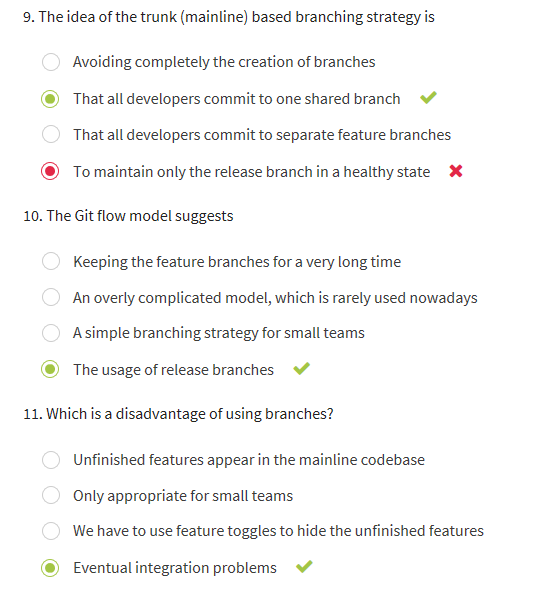 9. The idea of the trunk (mainline) based branching strategy is
Avoiding completely the creation of branches
That all developers commit to one shared branch
That all developers commit to separate feature branches
To maintain only the release branch in a healthy state
10. The Git flow model suggests
Keeping the feature branches for a very long time
An overly complicated model, which is rarely used nowadays
A simple branching strategy for small teams
The usage of release branches
11. Which is a disadvantage of using branches?
Unfinished features appear in the mainline codebase
Only appropriate for small teams
We have to use feature toggles to hide the unfinished features
Eventual integration problems